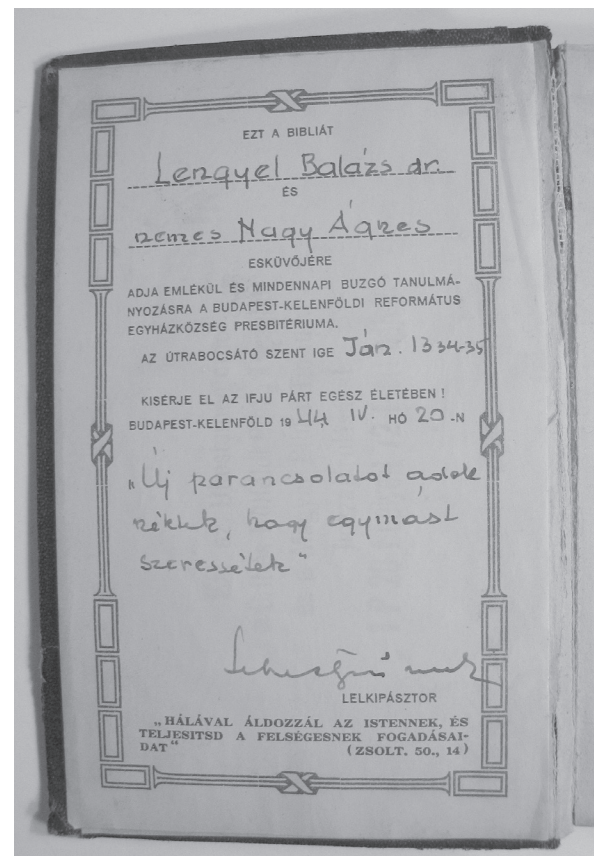 EZT A BIBLIÁT
Lengyel Balázs dr.
ÉS
nemes Nagy Ágnes
ESKÜVŐJÉRE
ADJA EMLÉKÜL ÉS MINDENNAPI BUZGÓ TANULMÁ-
NYOZÁSRA A BUDAPEST-KELENFÖLDI REFORMÁTUS
EGYHÁZKÖZSÉG PRESBITÉRIUMA.
AZ ÚTRABOCSÁTÓ SZENT IGE Ján. 13 34-35
KISÉRJE EL AZ IFJU PÁRT EGÉSZ ÉLETÉBEN !
BUDAPEST-KELENFÖLD 1944 IV. HÓ 20-N
„Új parancsolatot adok
néktek, hogy egymást
szeressétek"
LELKIPÁSZTOR
„HÁLÁVAL ÁLDOZZÁL AZ ISTENNEK, ÉS
TELJESITSD A FELSÉGESNEK FOGADÁSAI-
DAT" (ZSOLT. 50., 14)